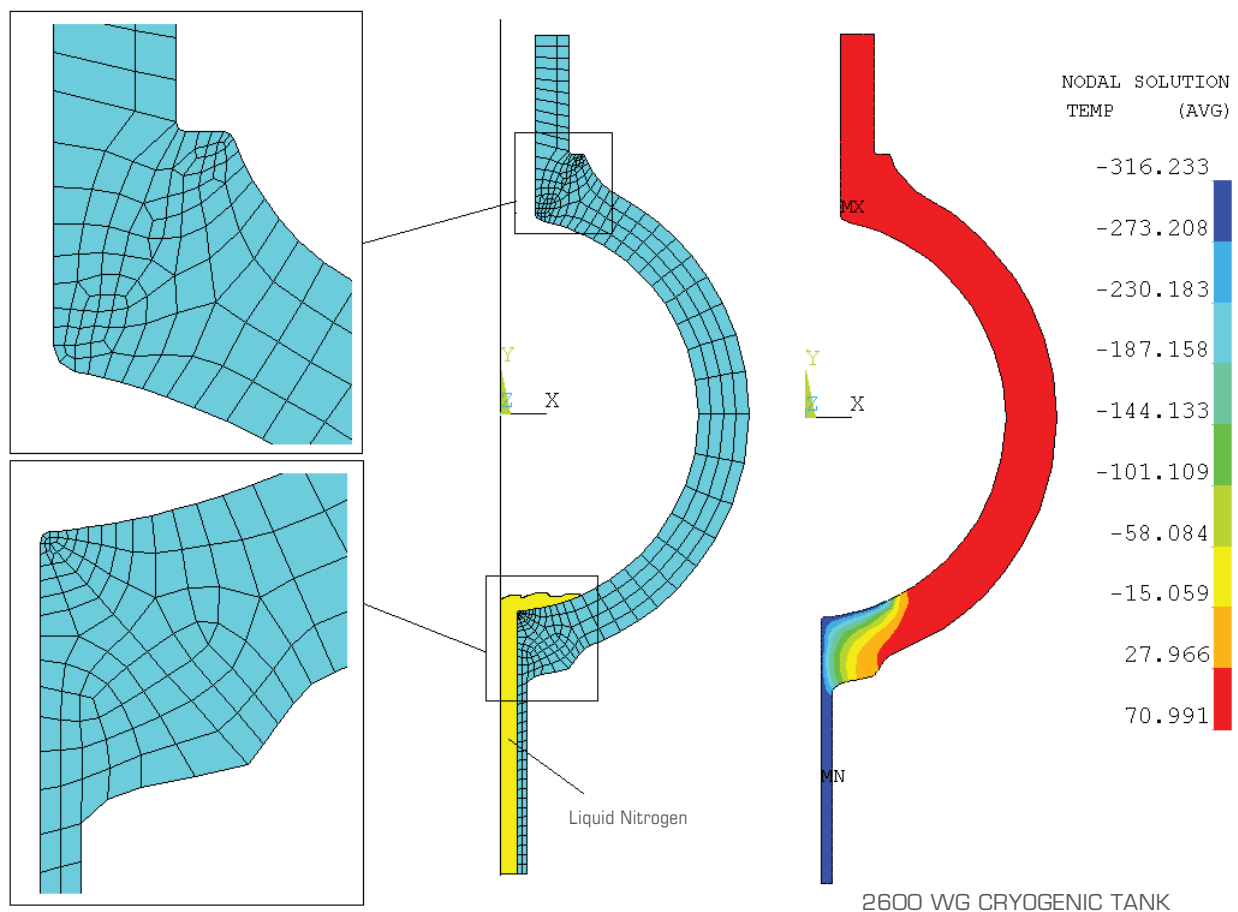 NODAL SOLUTION
TEMP (AVG)
-316.233
-273.208
-230.183
-187.158
-144.133
-101.109
-58.084
-15.059
27.966
70.991
Y
Z X
Liquid Nitrogen
MX
Y
Z X
MN
2600 WG CRYOGENIC TANK